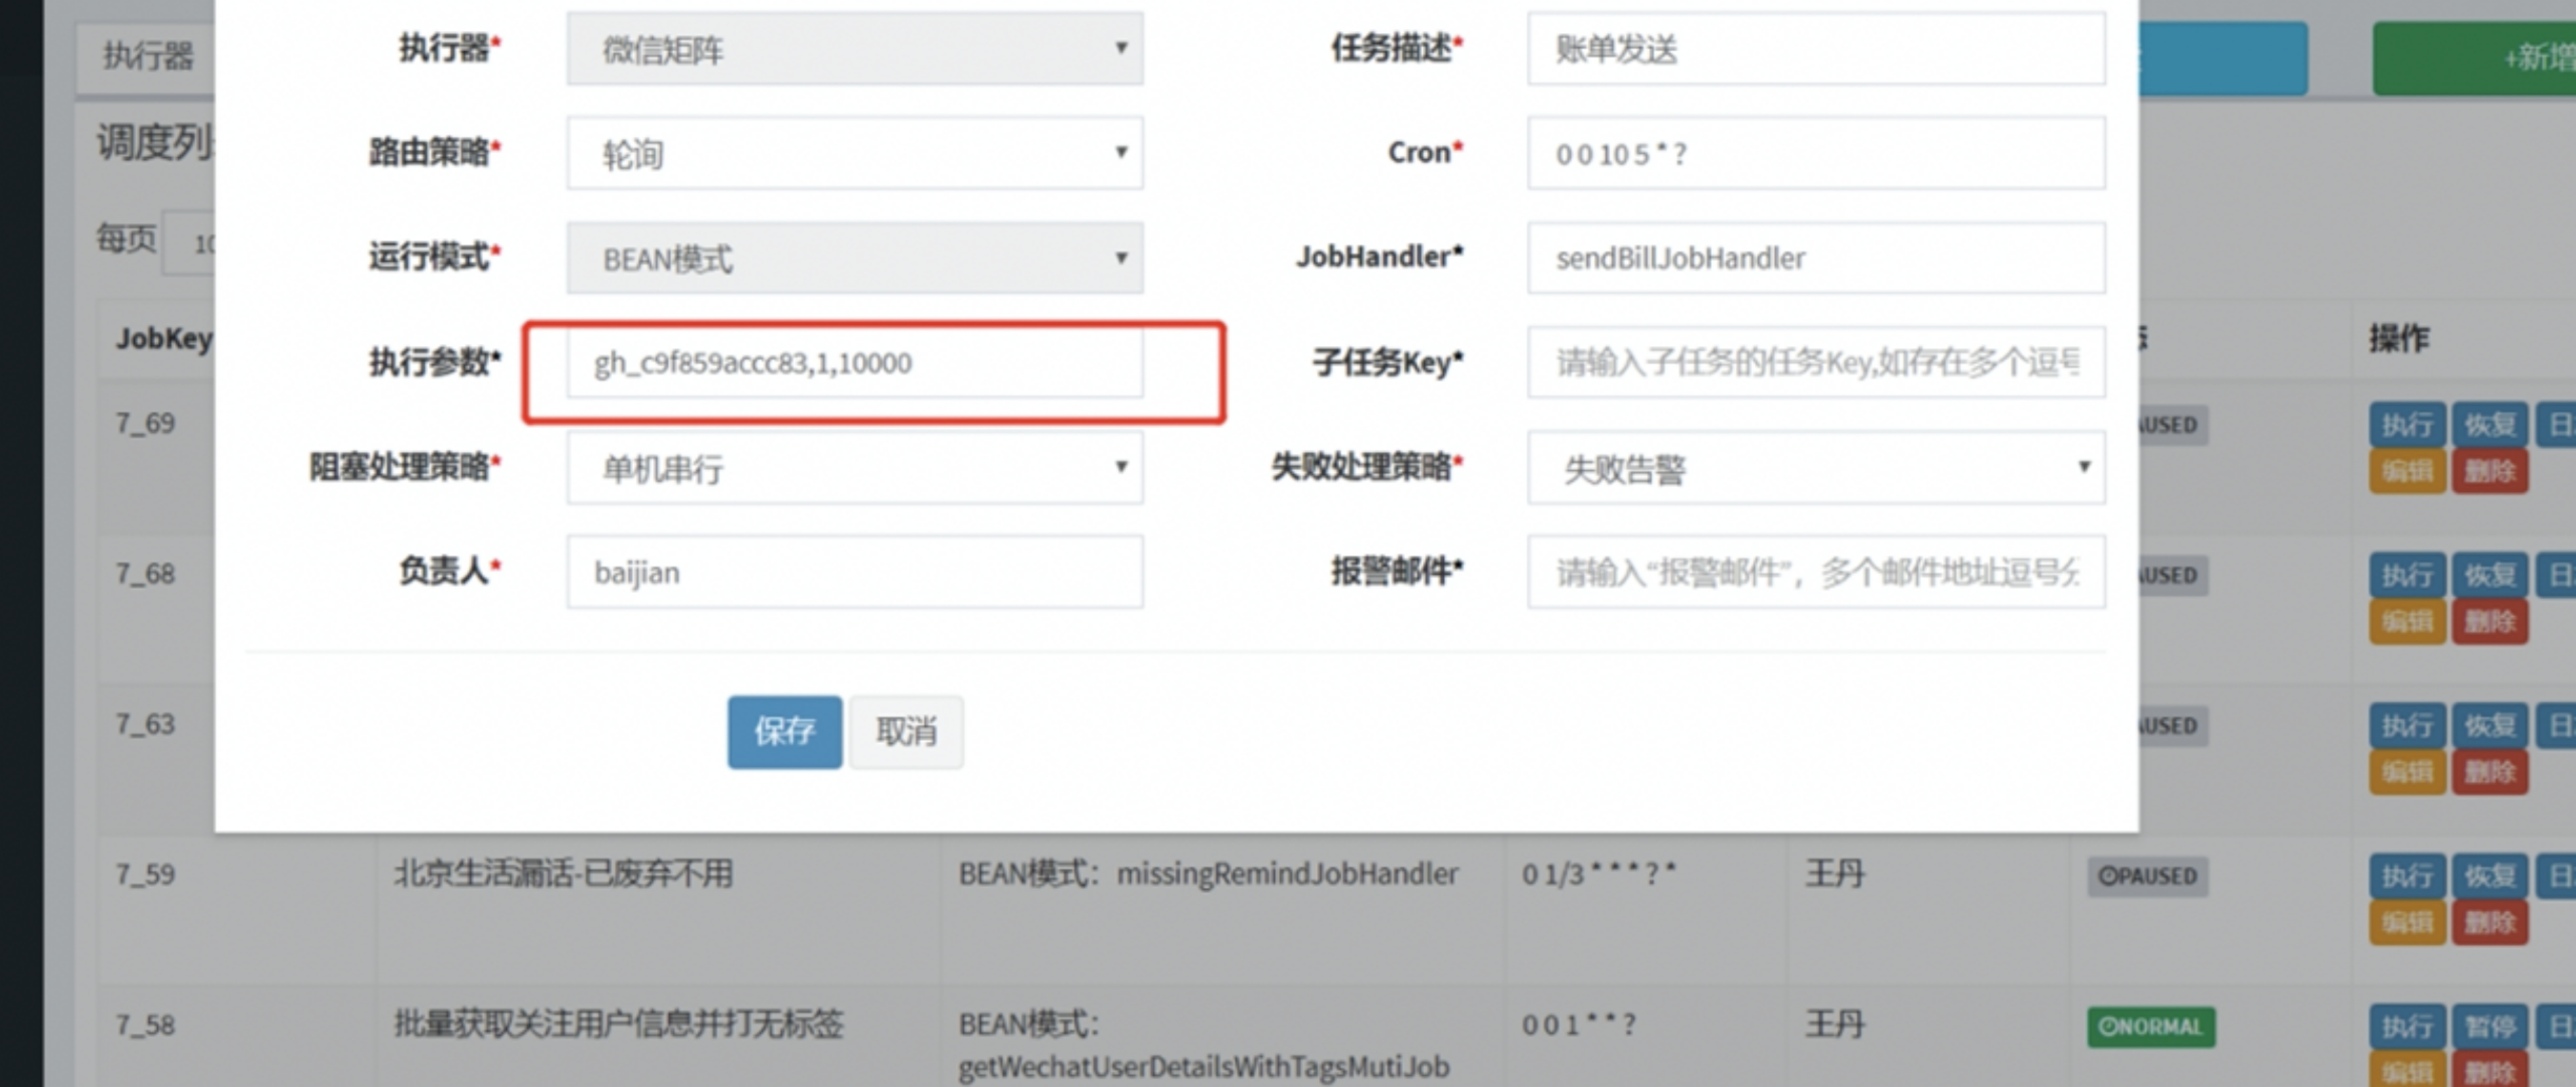 执行器
执行器*
微信矩阵
任务描述*
账单发送
+新增
调度列
路由策略*
轮询
Cron*
0 0 10 5 * ?
每页
10
运行模式*
BEAN模式
JobHandler*
sendBillJobHandler
JobKey
执行参数*
gh_c9f859accc83,1,10000
子任务Key*
请输入子任务的任务Key,如存在多个逗号
操作
7_69
阻塞处理策略*
单机串行
失败处理策略*
失败告警
AUSED
执行 恢复 日
编辑 删除
7_68
负责人*
baijian
报警邮件*
请输入“报警邮件”，多个邮件地址逗号分
AUSED
执行 恢复 日
编辑 删除
7_63
保存 取消
AUSED
执行 恢复 日
编辑 删除
7_59
北京生活漏话-已废弃不用
BEAN模式：missingRemindJobHandler
0 1/3 * * * ? *
王丹
PAUSED
执行 恢复 日
编辑 删除
7_58
批量获取关注用户信息并打无标签
BEAN模式：
getWechatUserDetailsWithTagsMutiJob
0 0 1 * * ?
王丹
NORMAL
执行 暂停 日
编辑 删除